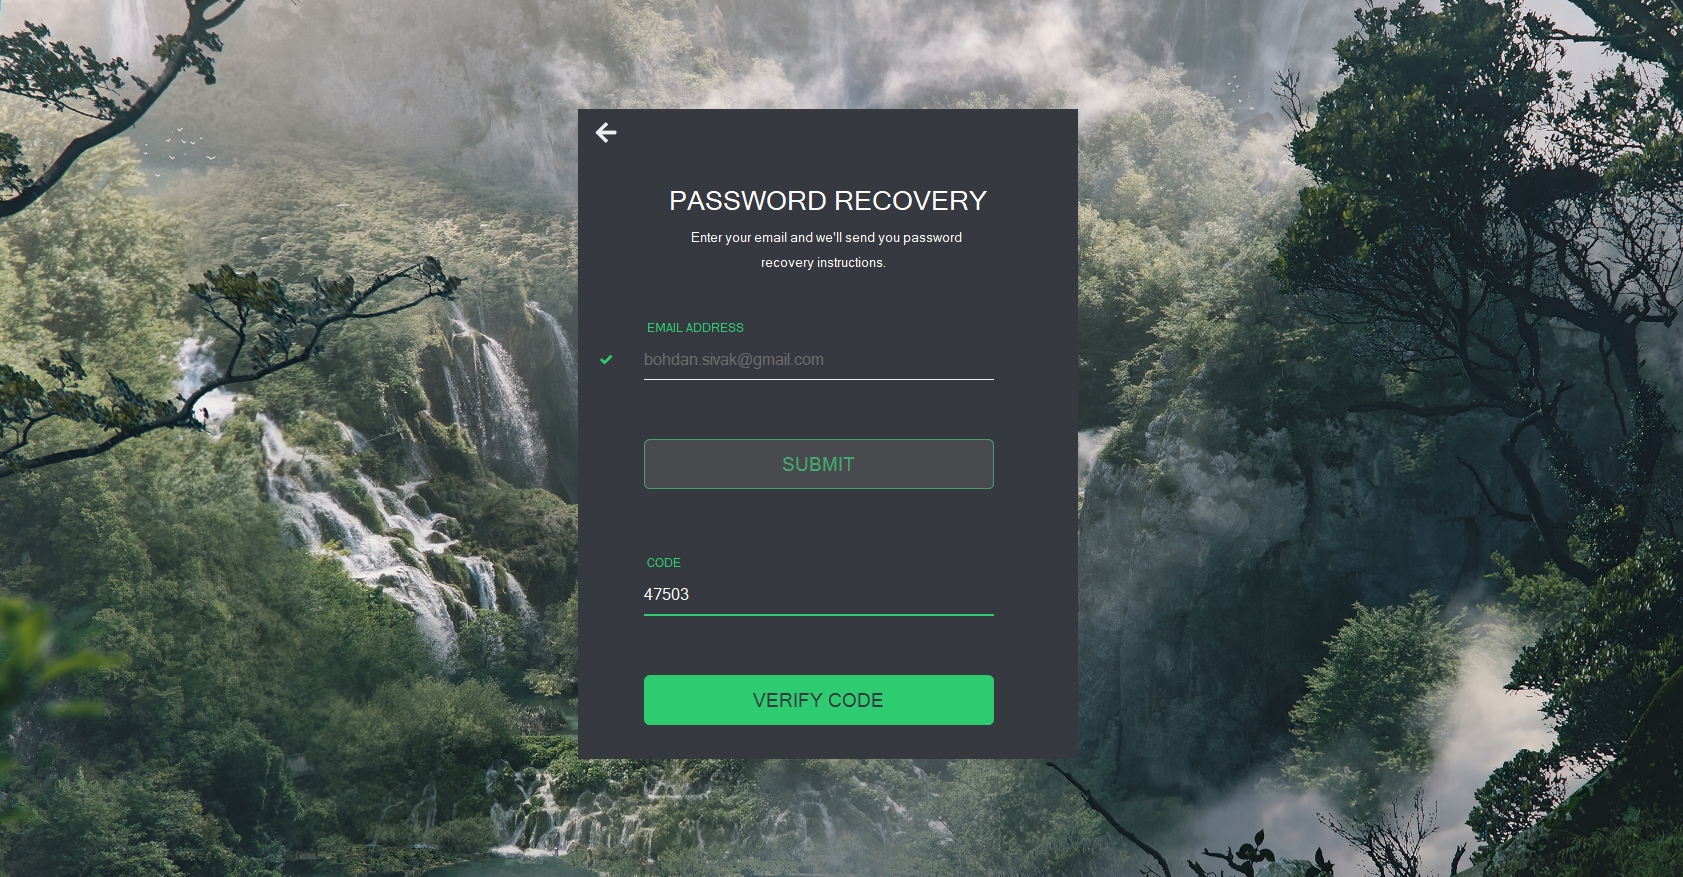 PASSWORD RECOVERY
Enter your email and we'll send you password
recovery instructions.
EMAIL ADDRESS
bohdan.sivak@gmail.com
SUBMIT
CODE
47503
VERIFY CODE